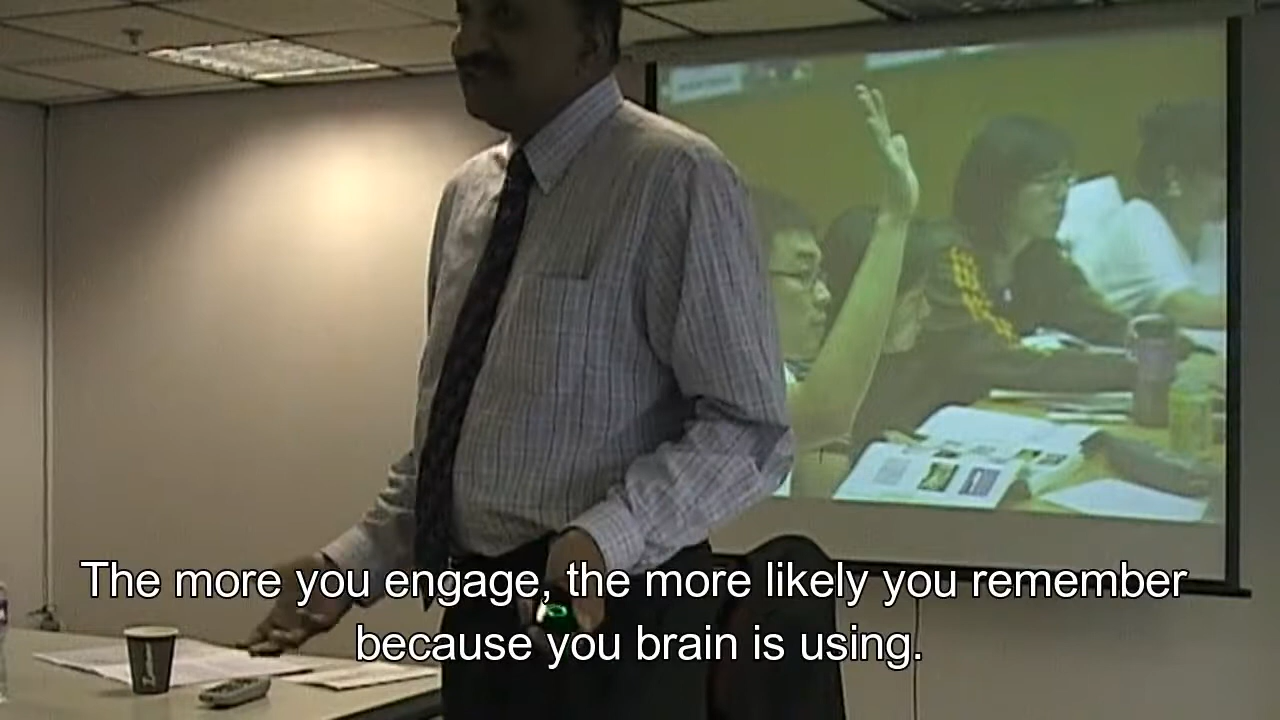 The more you engage, the more likely you remember
because you brain is using.